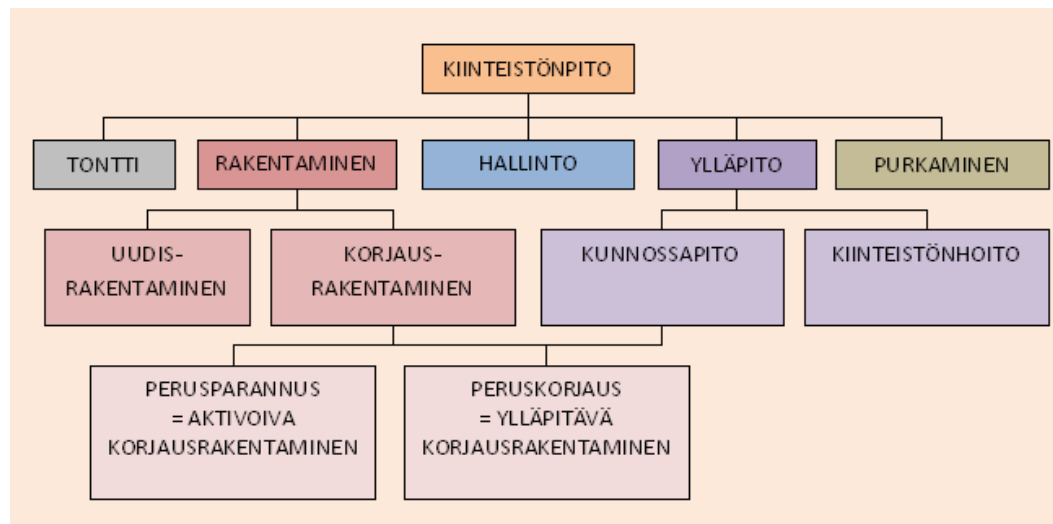 KIINTEISTÖNPITO
TONTTI
RAKENTAMINEN
HALLINTO
YLLÄPITO
PURKAMINEN
UUDIS-
RAKENTAMINEN
KORJAUS-
RAKENTAMINEN
KUNNOSSAPITO
KIINTEISTÖNHOITO
PERUSPARANNUS
= AKTIVOIVA
KORJAUSRAKENTAMINEN
PERUSKORJAUS
= YLLÄPITÄVÄ
KORJAUSRAKENTAMINEN